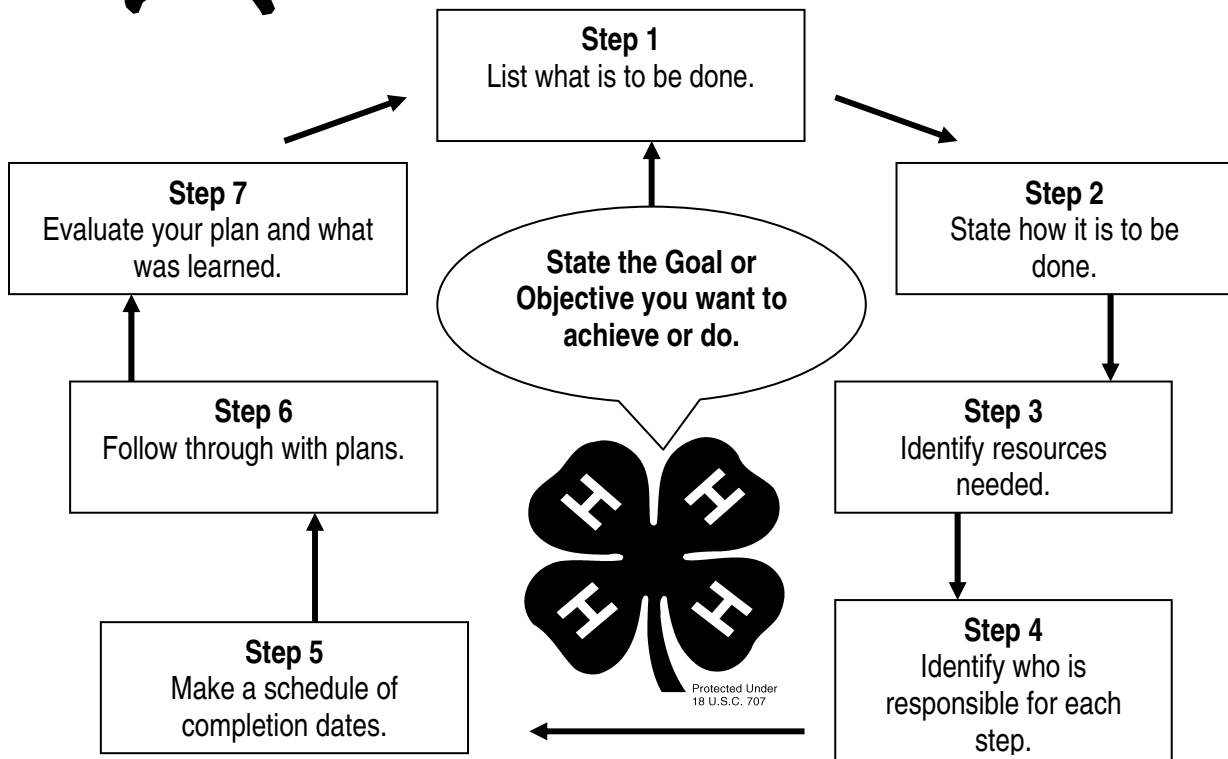 Step 1
List what is to be done.
Step 2
State how it is to be
done.
Step 3
Identify resources
needed.
Step 4
Identify who is
responsible for each
step.
Step 5
Make a schedule of
completion dates.
Step 6
Follow through with plans.
Step 7
Evaluate your plan and what
was learned.
State the Goal or
Objective you want to
achieve or do.
H H
H H
Protected Under
18 U.S.C. 707